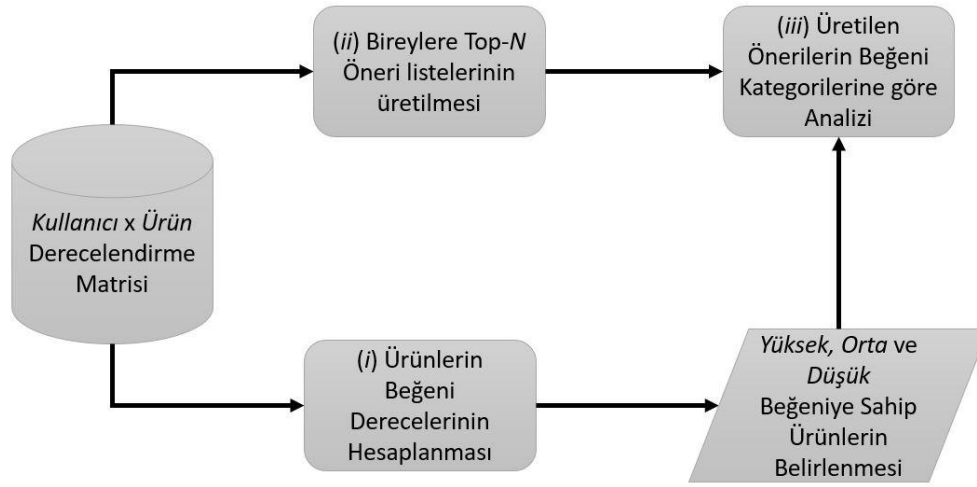 (ii) Bireylere Top-N
Öneri listelerinin
üretilmesi
(iii) Üretilen
Önerilerin Beğeni
Kategorilerine göre
Analizi
Kullanıcı x Ürün
Derecelendirme
Matrisi
(i) Ürünlerin
Beğeni
Derecelerinin
Hesaplanması
Yüksek, Orta ve
Düşük
Beğeniye Sahip
Ürünlerin
Belirlenmesi